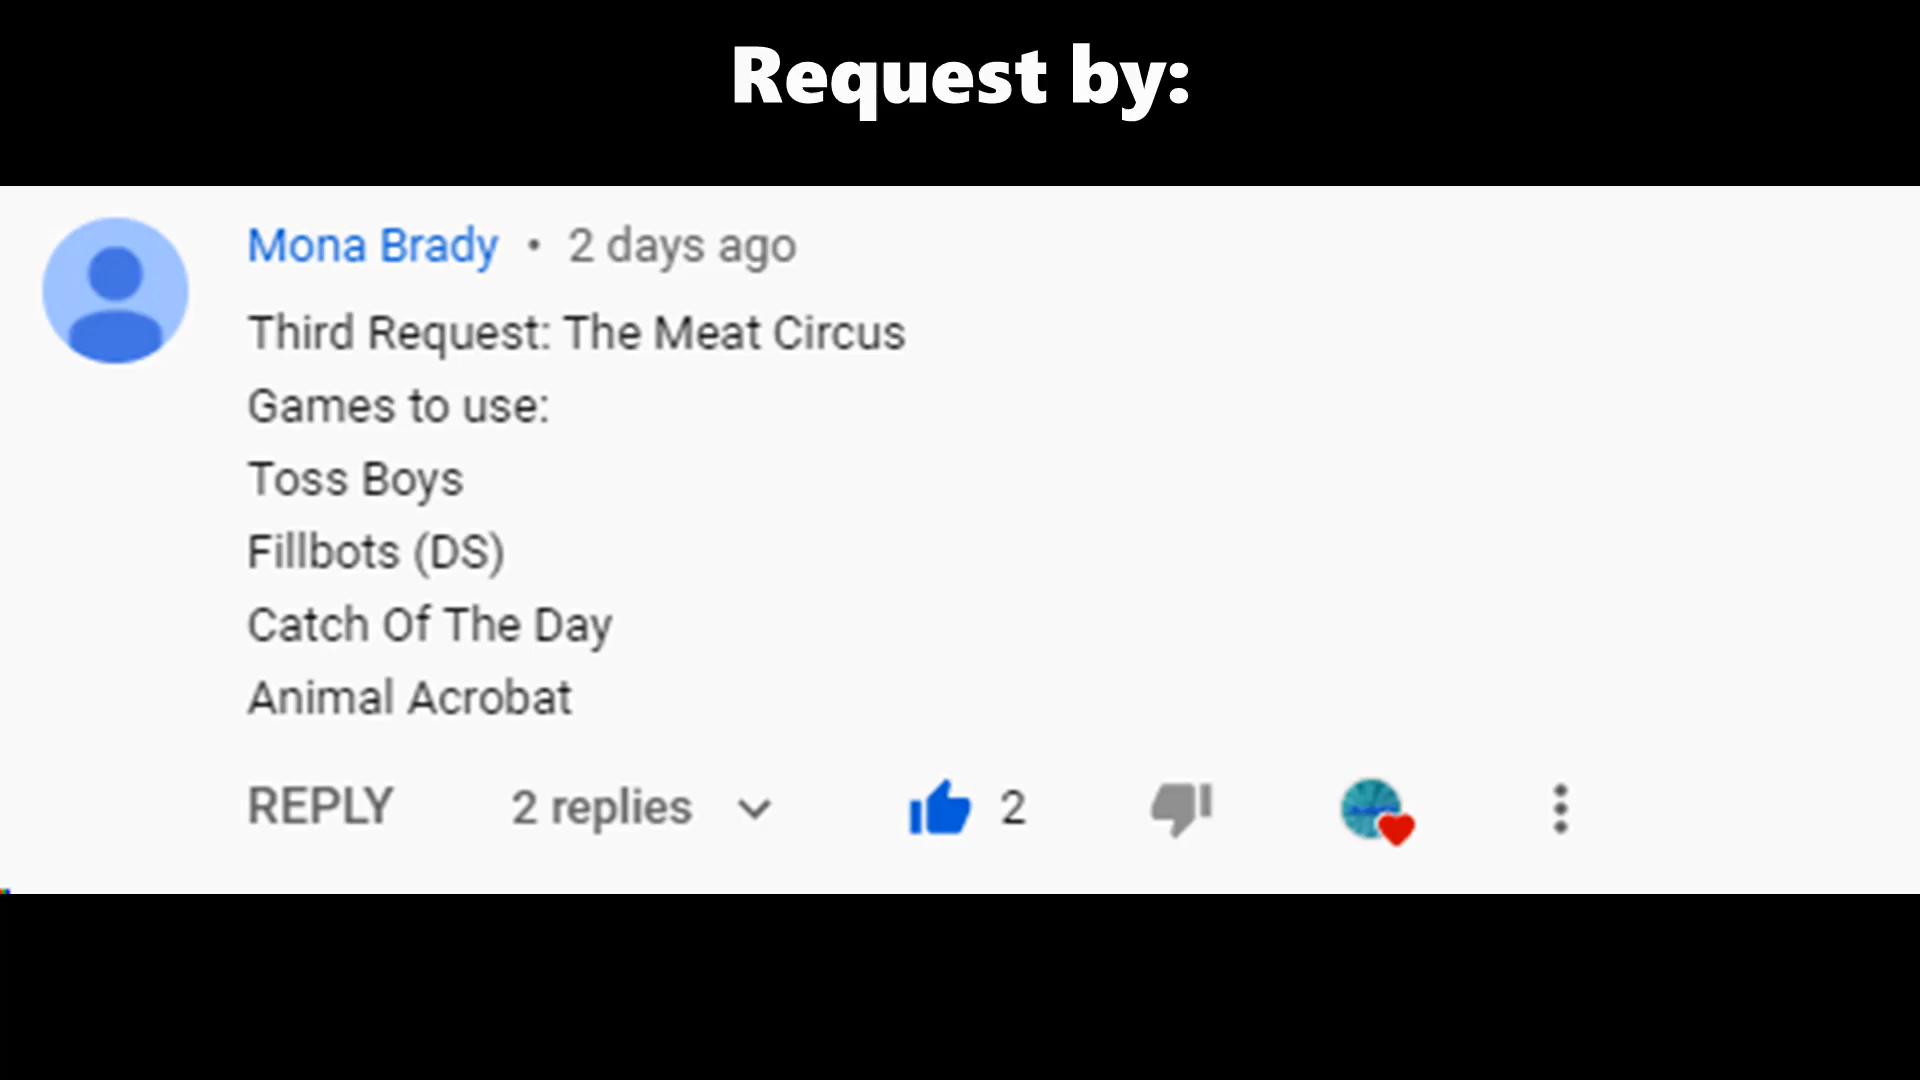 Request by:
Mona Brady • 2 days ago
Third Request: The Meat Circus
Games to use:
Toss Boys
Fillbots (DS)
Catch Of The Day
Animal Acrobat
REPLY 2 replies 2